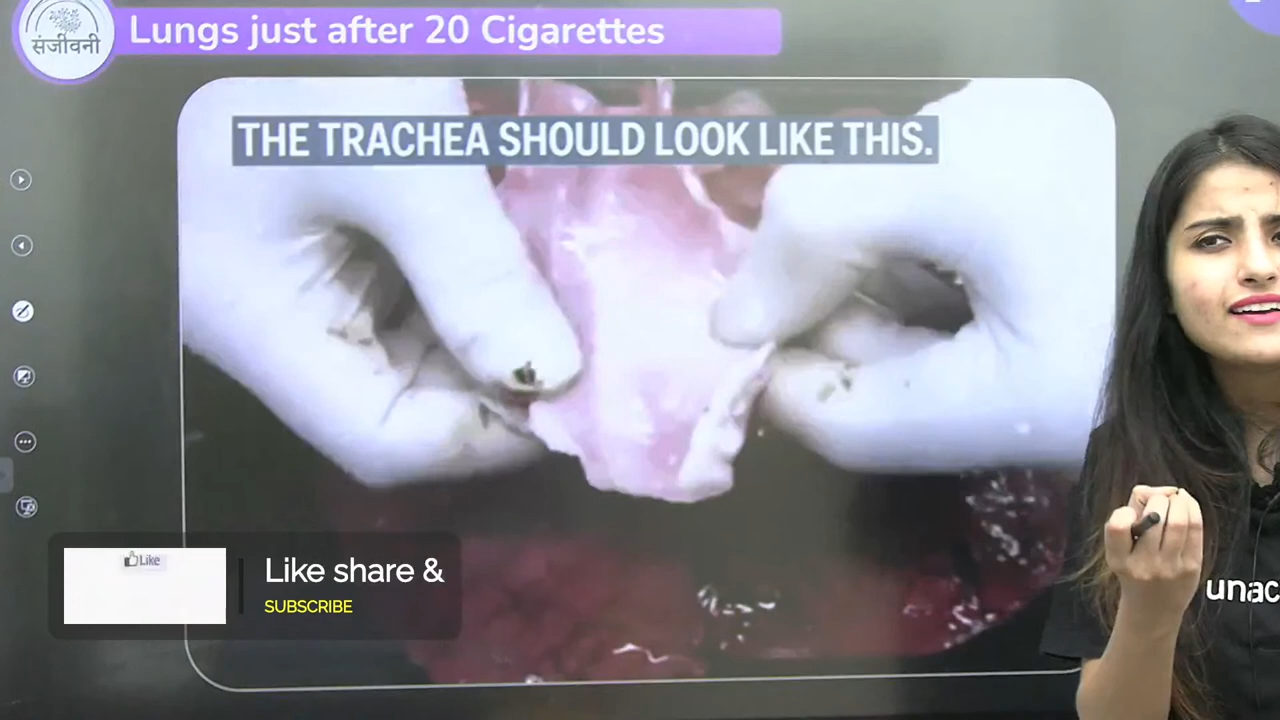 संजीवनी
Lungs just after 20 Cigarettes
THE TRACHEA SHOULD LOOK LIKE THIS.
Like
Like share &
SUBSCRIBE
unac